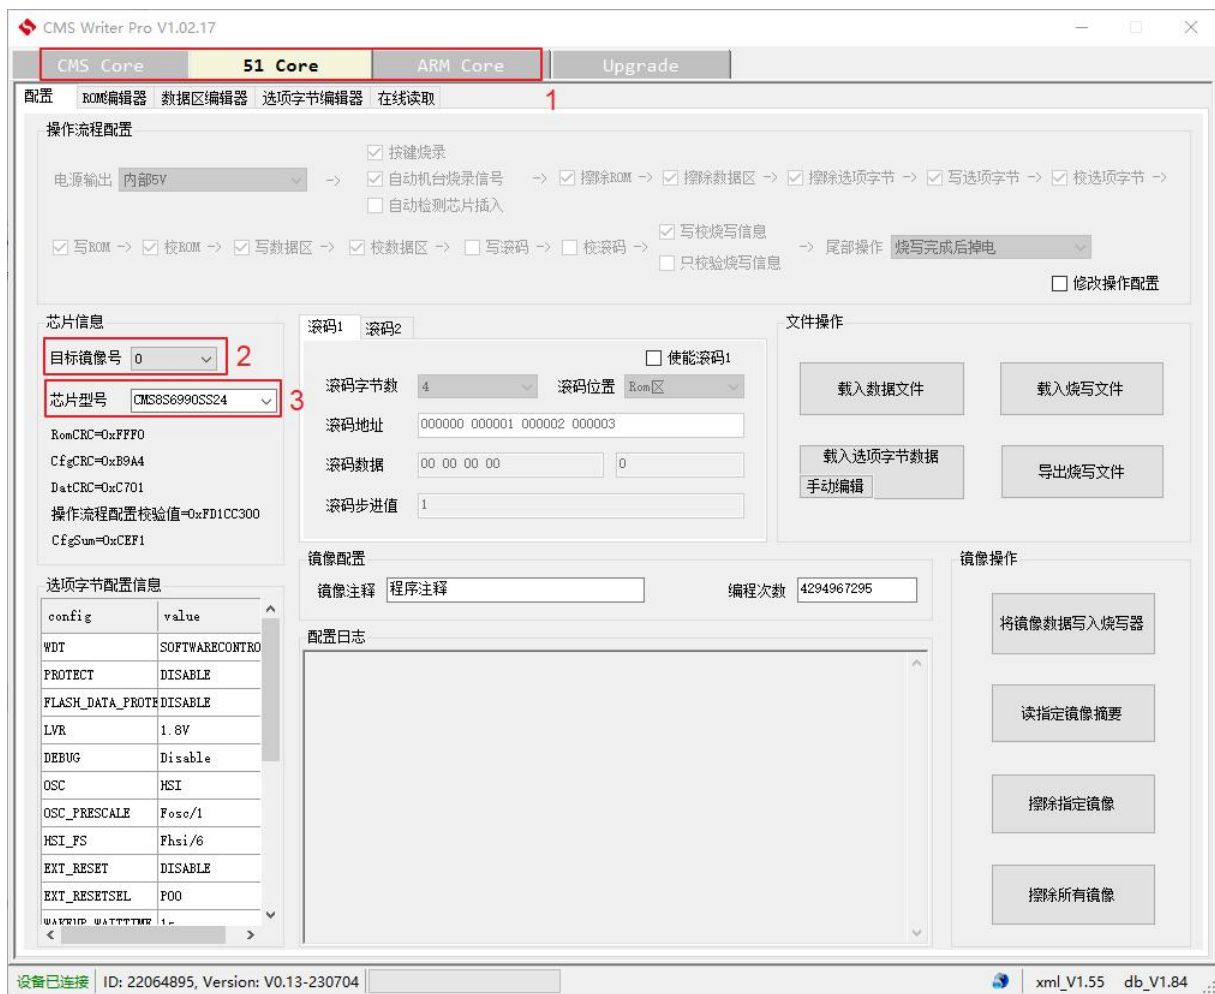 CMS Writer Pro V1.02.17
CMS Core 51 Core ARM Core Upgrade
1
配置 ROM编辑器 数据区编辑器 选项字节编辑器 在线读取
操作流程配置
按键烧录
电源输出 内部5V -> 自动机台烧录信号 -> 擦除ROM -> 擦除数据区 -> 擦除选项字节 -> 写选项字节 -> 校选项字节 ->
自动检测芯片插入
写校烧写信息
写ROM -> 校ROM -> 写数据区 -> 校数据区 -> 写滚码 -> 校滚码 -> -> 尾部操作 烧写完成后掉电
只校验烧写信息
修改操作配置
芯片信息
目标镜像号 0 2
芯片型号 CMS8S6990SS24 3
RomCRC=0xFFF0
CfgCRC=0xB9A4
DatCRC=0xC701
操作流程配置校验值=0xFD1CC300
CfgSum=0xCEF1
滚码1 滚码2
使能滚码1
滚码字节数 4 滚码位置 Rom区
滚码地址 000000 000001 000002 000003
滚码数据 00 00 00 00 0
滚码步进值 1
文件操作
载入数据文件 载入烧写文件
载入选项字节数据 导出烧写文件
手动编辑
选项字节配置信息
config value
WDT SOFTWARECONTRO
PROTECT DISABLE
FLASH_DATA_PROTE DISABLE
LVR 1.8V
DEBUG Disable
OSC HSI
OSC_PRESCALE Fosc/1
HSI_FS Fhsi/6
EXT_RESET DISABLE
EXT_RESETSEL P00
镜像配置
镜像注释 程序注释 编程次数 4294967295
配置日志
镜像操作
将镜像数据写入烧写器
读指定镜像摘要
擦除指定镜像
擦除所有镜像
设备已连接 ID: 22064895, Version: V0.13-230704 xml_V1.55 db_V1.84